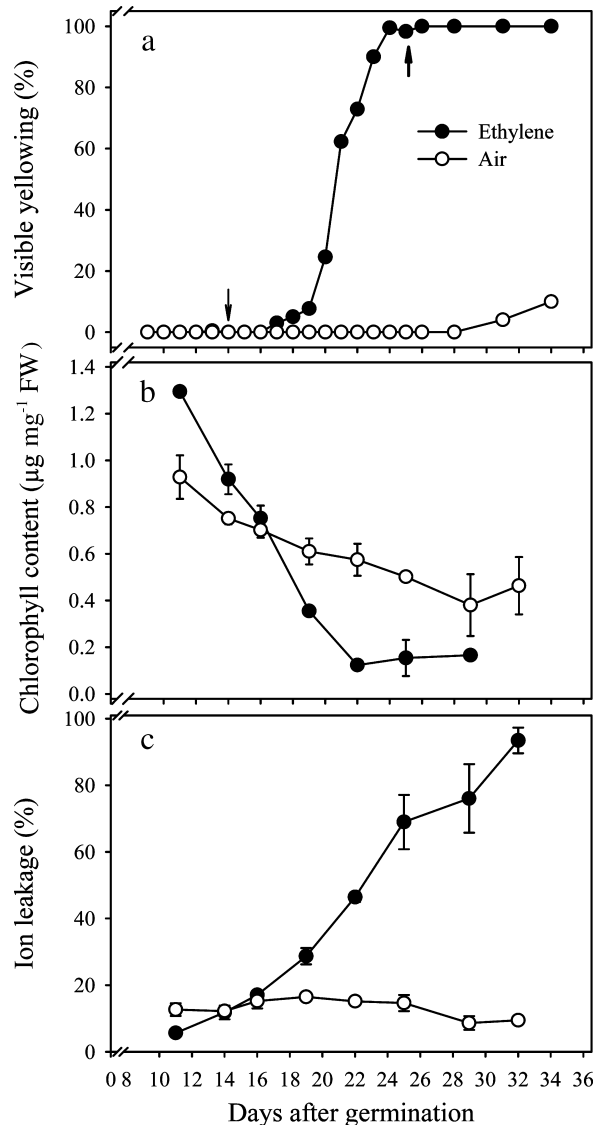 100
80
60
40
20
0
Visible yellowing (%)
a
Ethylene
Air
1.4
1.2
1.0
0.8
0.6
0.4
0.2
0.0
Chlorophyll content (µg mg⁻¹ FW)
b
100
80
60
40
20
0
Ion leakage (%)
c
0 8 10 12 14 16 18 20 22 24 26 28 30 32 34
Days after germination